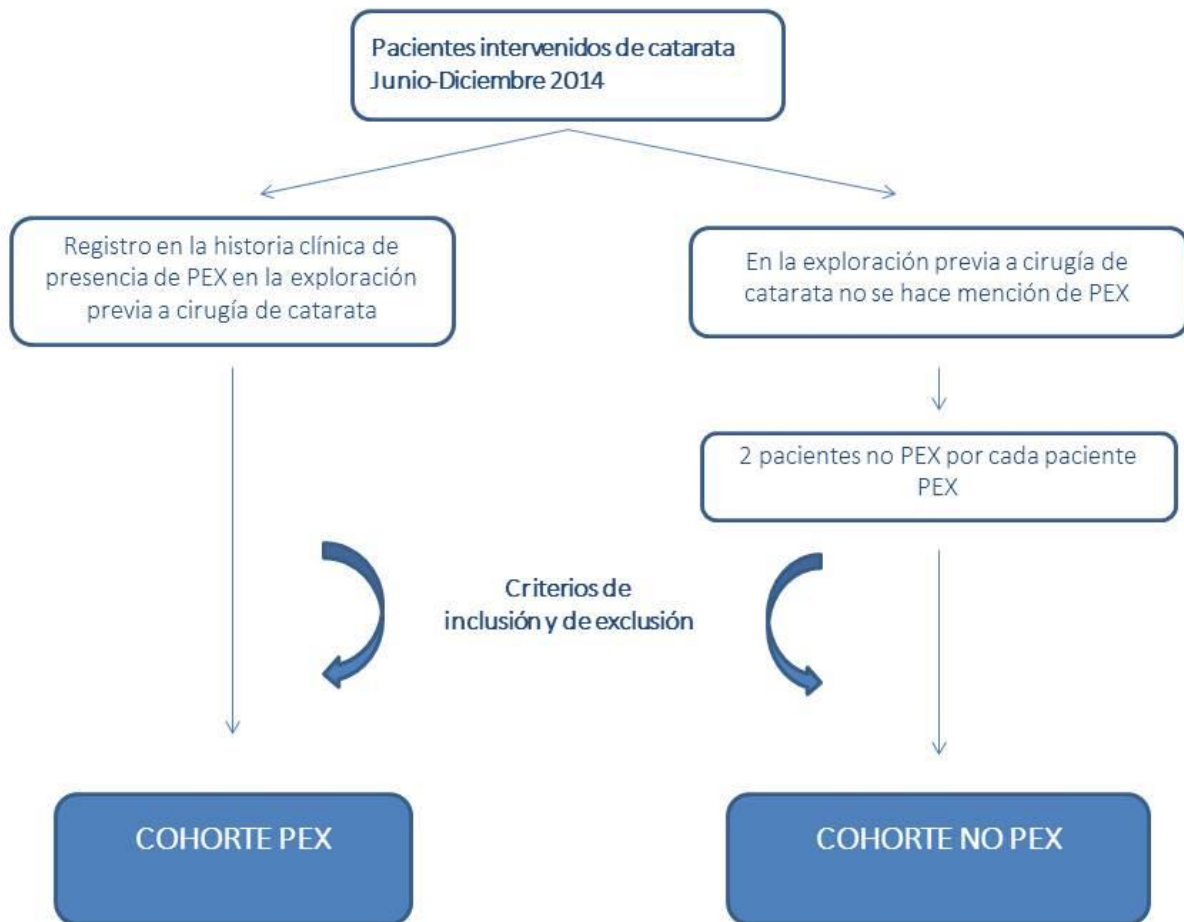 Pacientes intervenidos de catarata
Junio-Diciembre 2014
Registro en la historia clínica de
presencia de PEX en la exploración
previa a cirugía de catarata
En la exploración previa a cirugía de
catarata no se hace mención de PEX
2 pacientes no PEX por cada paciente
PEX
Criterios de
inclusión y de exclusión
COHORTE PEX
COHORTE NO PEX